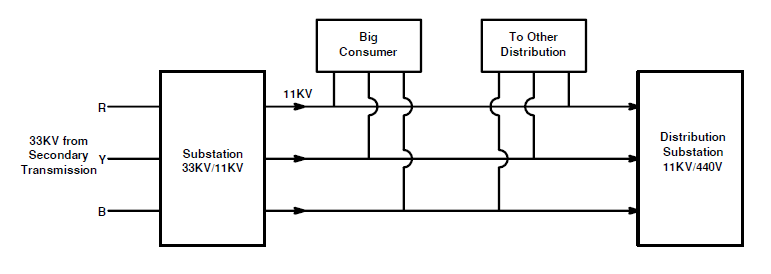 Big
Consumer
To Other
Distribution
11KV
R
33KV from
Secondary
Transmission
Y
B
Substation
33KV/11KV
Distribution
Substation
11KV/440V